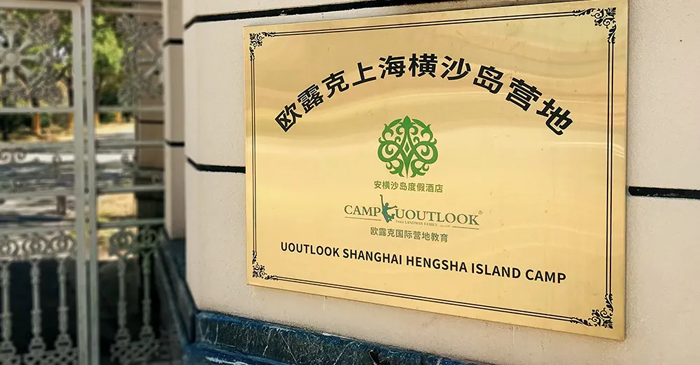 欧露克上海横沙岛营地
安横沙岛度假酒店
CAMP UOUTLOOK®
欧露克国际营地教育
UOUTLOOK SHANGHAI HENGSHA ISLAND CAMP